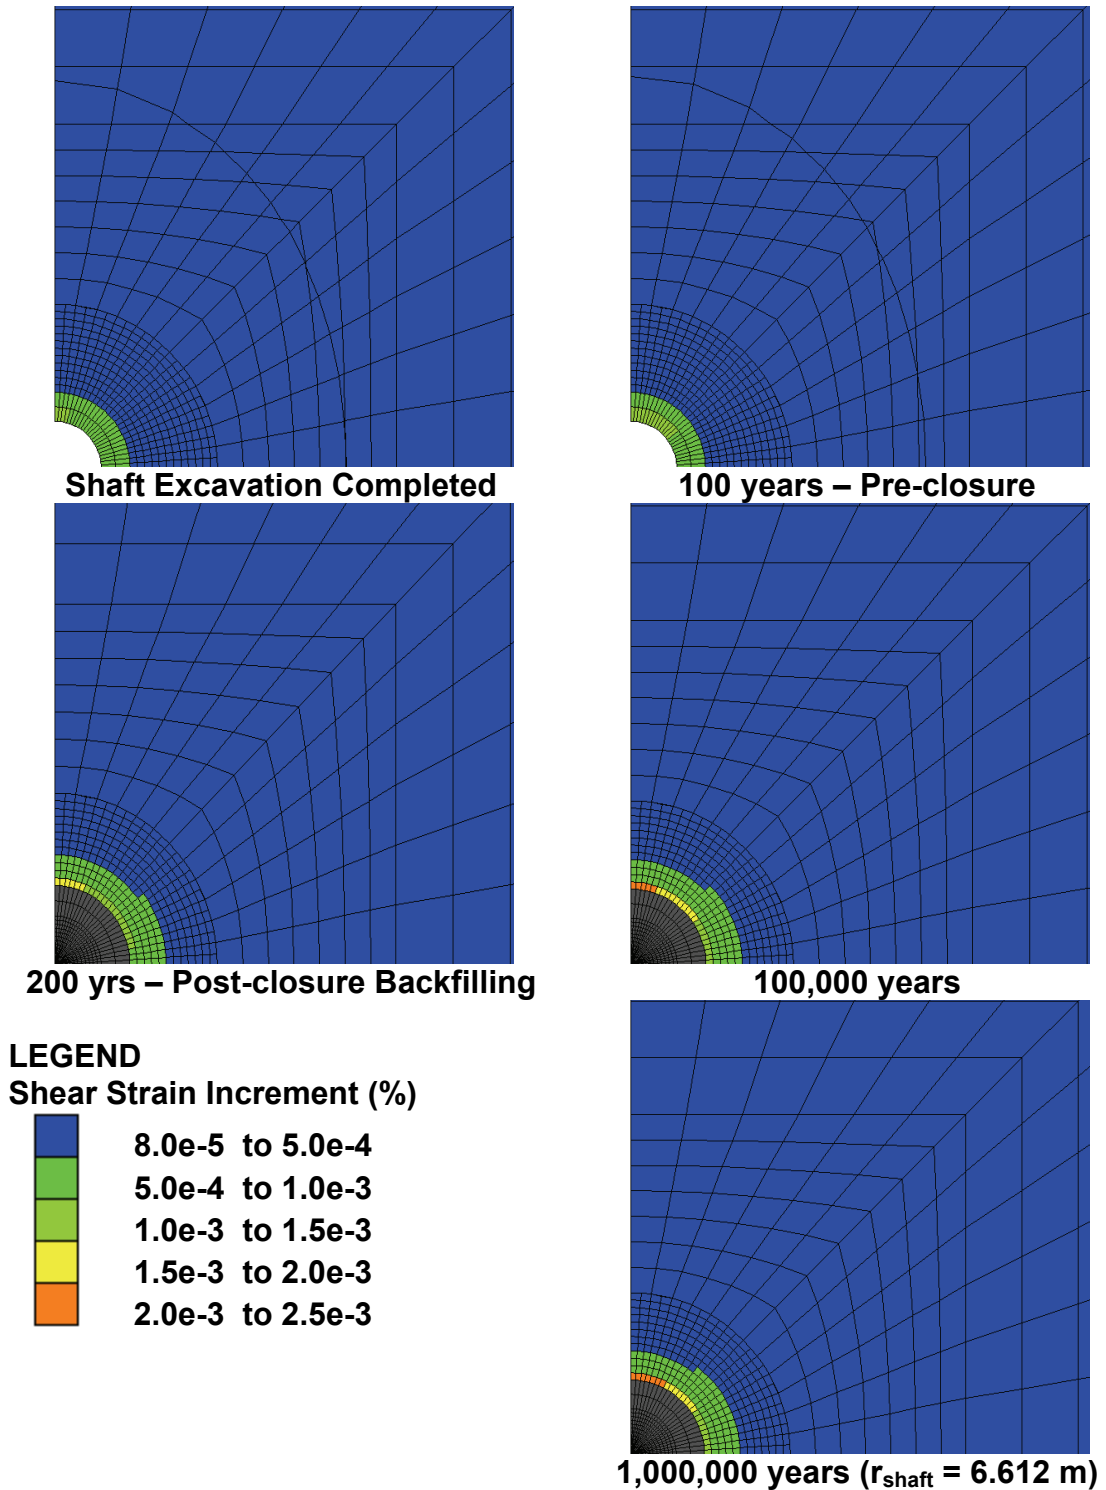 Shaft Excavation Completed
100 years – Pre-closure
200 yrs – Post-closure Backfilling
100,000 years
LEGEND
Shear Strain Increment (%)
8.0e-5 to 5.0e-4
5.0e-4 to 1.0e-3
1.0e-3 to 1.5e-3
1.5e-3 to 2.0e-3
2.0e-3 to 2.5e-3
1,000,000 years (rshaft = 6.612 m)